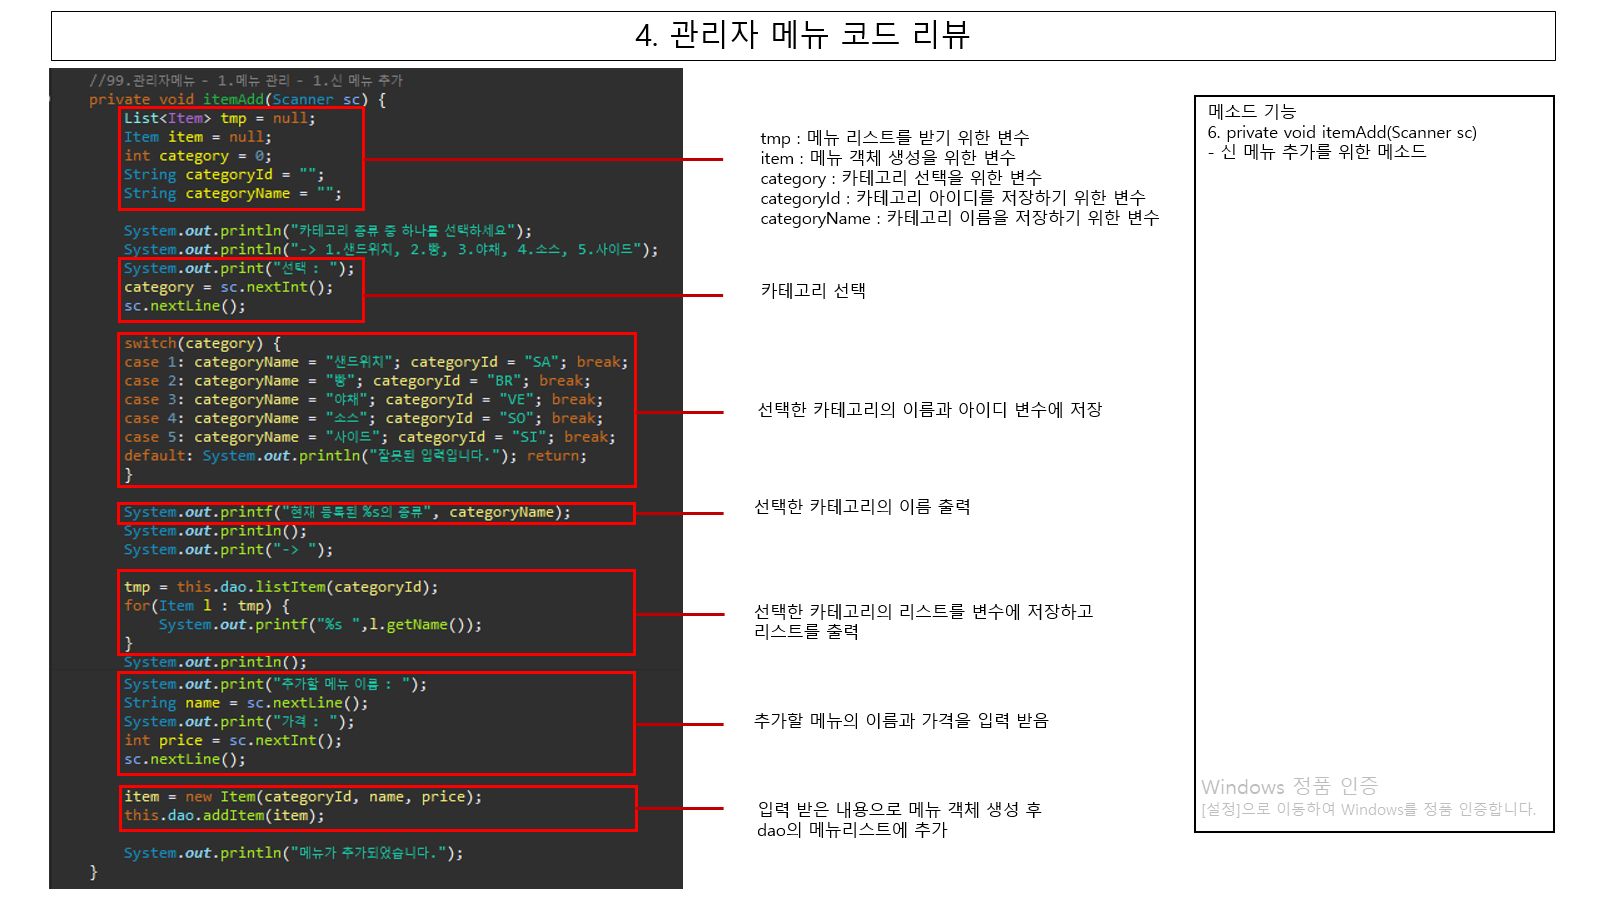 4. 관리자 메뉴 코드 리뷰
//99.관리자메뉴 - 1.메뉴 관리 - 1.신 메뉴 추가
private void itemAdd(Scanner sc) {
List<Item> tmp = null;
Item item = null;
int category = 0;
String categoryId = "";
String categoryName = "";
System.out.println("카테고리 종류 중 하나를 선택하세요");
System.out.println("-> 1.샌드위치, 2.빵, 3.야채, 4.소스, 5.사이드");
System.out.print("선택 : ");
category = sc.nextInt();
sc.nextLine();
switch(category) {
case 1: categoryName = "샌드위치"; categoryId = "SA"; break;
case 2: categoryName = "빵"; categoryId = "BR"; break;
case 3: categoryName = "야채"; categoryId = "VE"; break;
case 4: categoryName = "소스"; categoryId = "SO"; break;
case 5: categoryName = "사이드"; categoryId = "SI"; break;
default: System.out.println("잘못된 입력입니다."); return;
}
System.out.printf("현재 등록된 %s의 종류", categoryName);
System.out.println();
System.out.print("-> ");
tmp = this.dao.listItem(categoryId);
for(Item l : tmp) {
System.out.printf("%s ",l.getName());
}
System.out.println();
System.out.print("추가할 메뉴 이름 : ");
String name = sc.nextLine();
System.out.print("가격 : ");
int price = sc.nextInt();
sc.nextLine();
item = new Item(categoryId, name, price);
this.dao.addItem(item);
System.out.println("메뉴가 추가되었습니다.");
}
tmp : 메뉴 리스트를 받기 위한 변수
item : 메뉴 객체 생성을 위한 변수
category : 카테고리 선택을 위한 변수
categoryId : 카테고리 아이디를 저장하기 위한 변수
categoryName : 카테고리 이름을 저장하기 위한 변수
카테고리 선택
선택한 카테고리의 이름과 아이디 변수에 저장
선택한 카테고리의 이름 출력
선택한 카테고리의 리스트를 변수에 저장하고
리스트를 출력
추가할 메뉴의 이름과 가격을 입력 받음
입력 받은 내용으로 메뉴 객체 생성 후
dao의 메뉴리스트에 추가
메소드 기능
6. private void itemAdd(Scanner sc)
- 신 메뉴 추가를 위한 메소드
Windows 정품 인증
[설정]으로 이동하여 Windows를 정품 인증합니다.